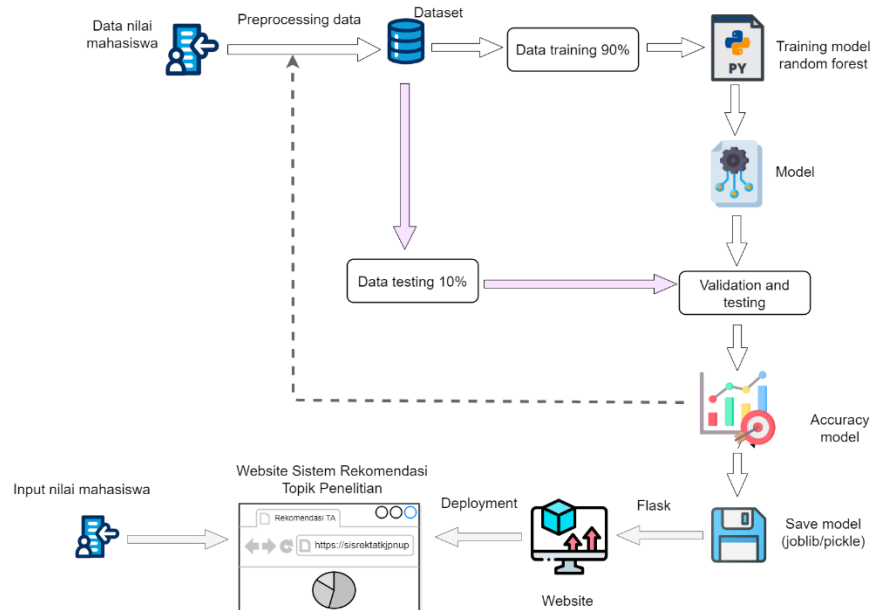 Data nilai
mahasiswa
Preprocessing data
Dataset
Data training 90%
PY
Training model
random forest
Model
Data testing 10%
Validation and
testing
Accuracy
model
Input nilai mahasiswa
Website Sistem Rekomendasi
Topik Penelitian
Rekomendasi TA
https://sisrektatkjpnup
Deployment
Website
Flask
Save model
(joblib/pickle)